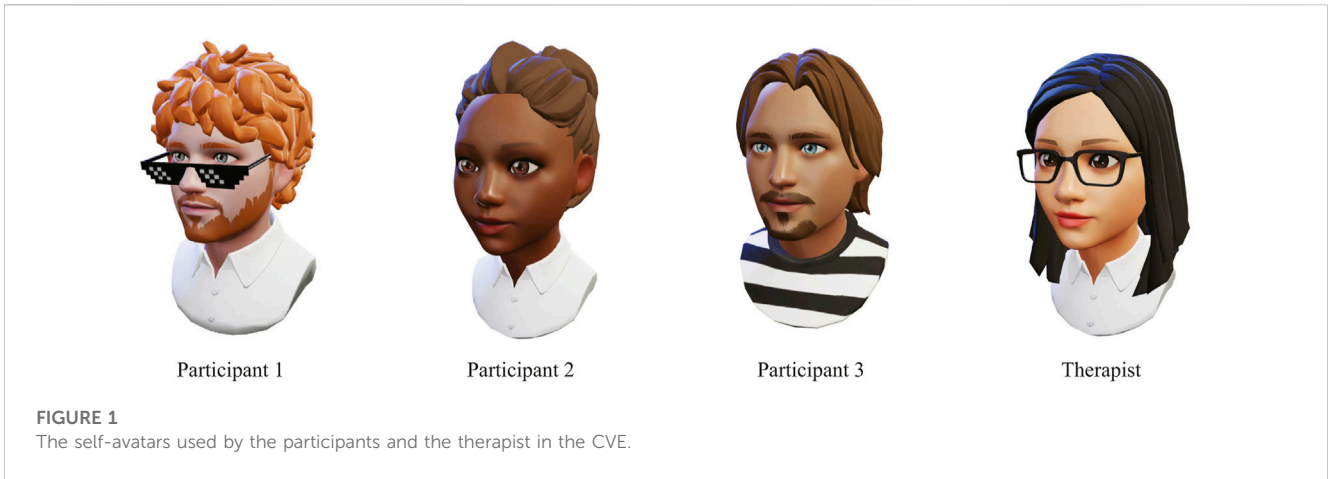 Participant 1
Participant 2
Participant 3
Therapist
FIGURE 1
The self-avatars used by the participants and the therapist in the CVE.